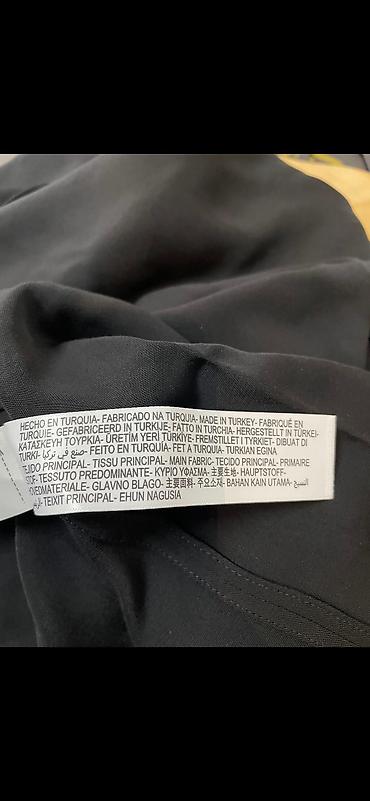 HECHO EN TURQUIA- FABRICADO NA TURQUIA- MADE IN TURKEY- FABRIQUÉ EN
TURQUIE- GEFABRICEERD IN TURKIJE- FATTO IN TURCHIA- HERGESTELLT IN TÜRKEI-
ΚΑΤΑΣΚΕΥΗ ΤΟΥΡΚΙΑ- ÜRETİM YERİ TÜRKİYE- FREMSTILLET I TYRKIET- DIBUAT DI
TURKI- صنع في تركيا- FEITO EN TURQUÍA- FET A TURQUIA- TURKIAN EGINA
TEJIDO PRINCIPAL- TISSU PRINCIPAL- MAIN FABRIC- TECIDO PRINCIPAL- PRIMAIRE
STOF- TESSUTO PREDOMINANTE- ΚΥΡΙΟ ΥΦΑΣΜΑ- 主要生地- HAUPTSTOFF-
HOVEDMATERIALE- GLAVNO BLAGO- 主要面料- 주요소재- BAHAN KAIN UTAMA- النسيج
TEIXIT PRINCIPAL- EHUN NAGUSIA